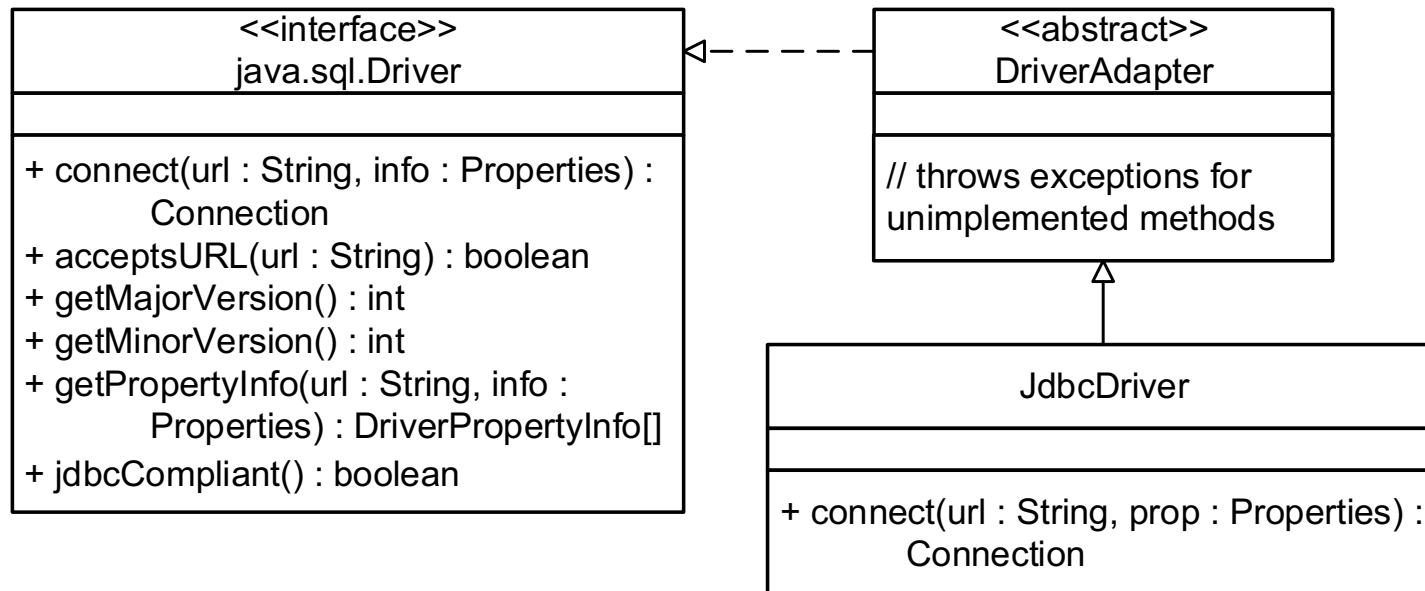 <<interface>>
java.sql.Driver
+ connect(url : String, info : Properties) :
Connection
+ acceptsURL(url : String) : boolean
+ getMajorVersion() : int
+ getMinorVersion() : int
+ getPropertyInfo(url : String, info :
Properties) : DriverPropertyInfo[]
+ jdbcCompliant() : boolean
<<abstract>>
DriverAdapter
// throws exceptions for
unimplemented methods
JdbcDriver
+ connect(url : String, prop : Properties) :
Connection